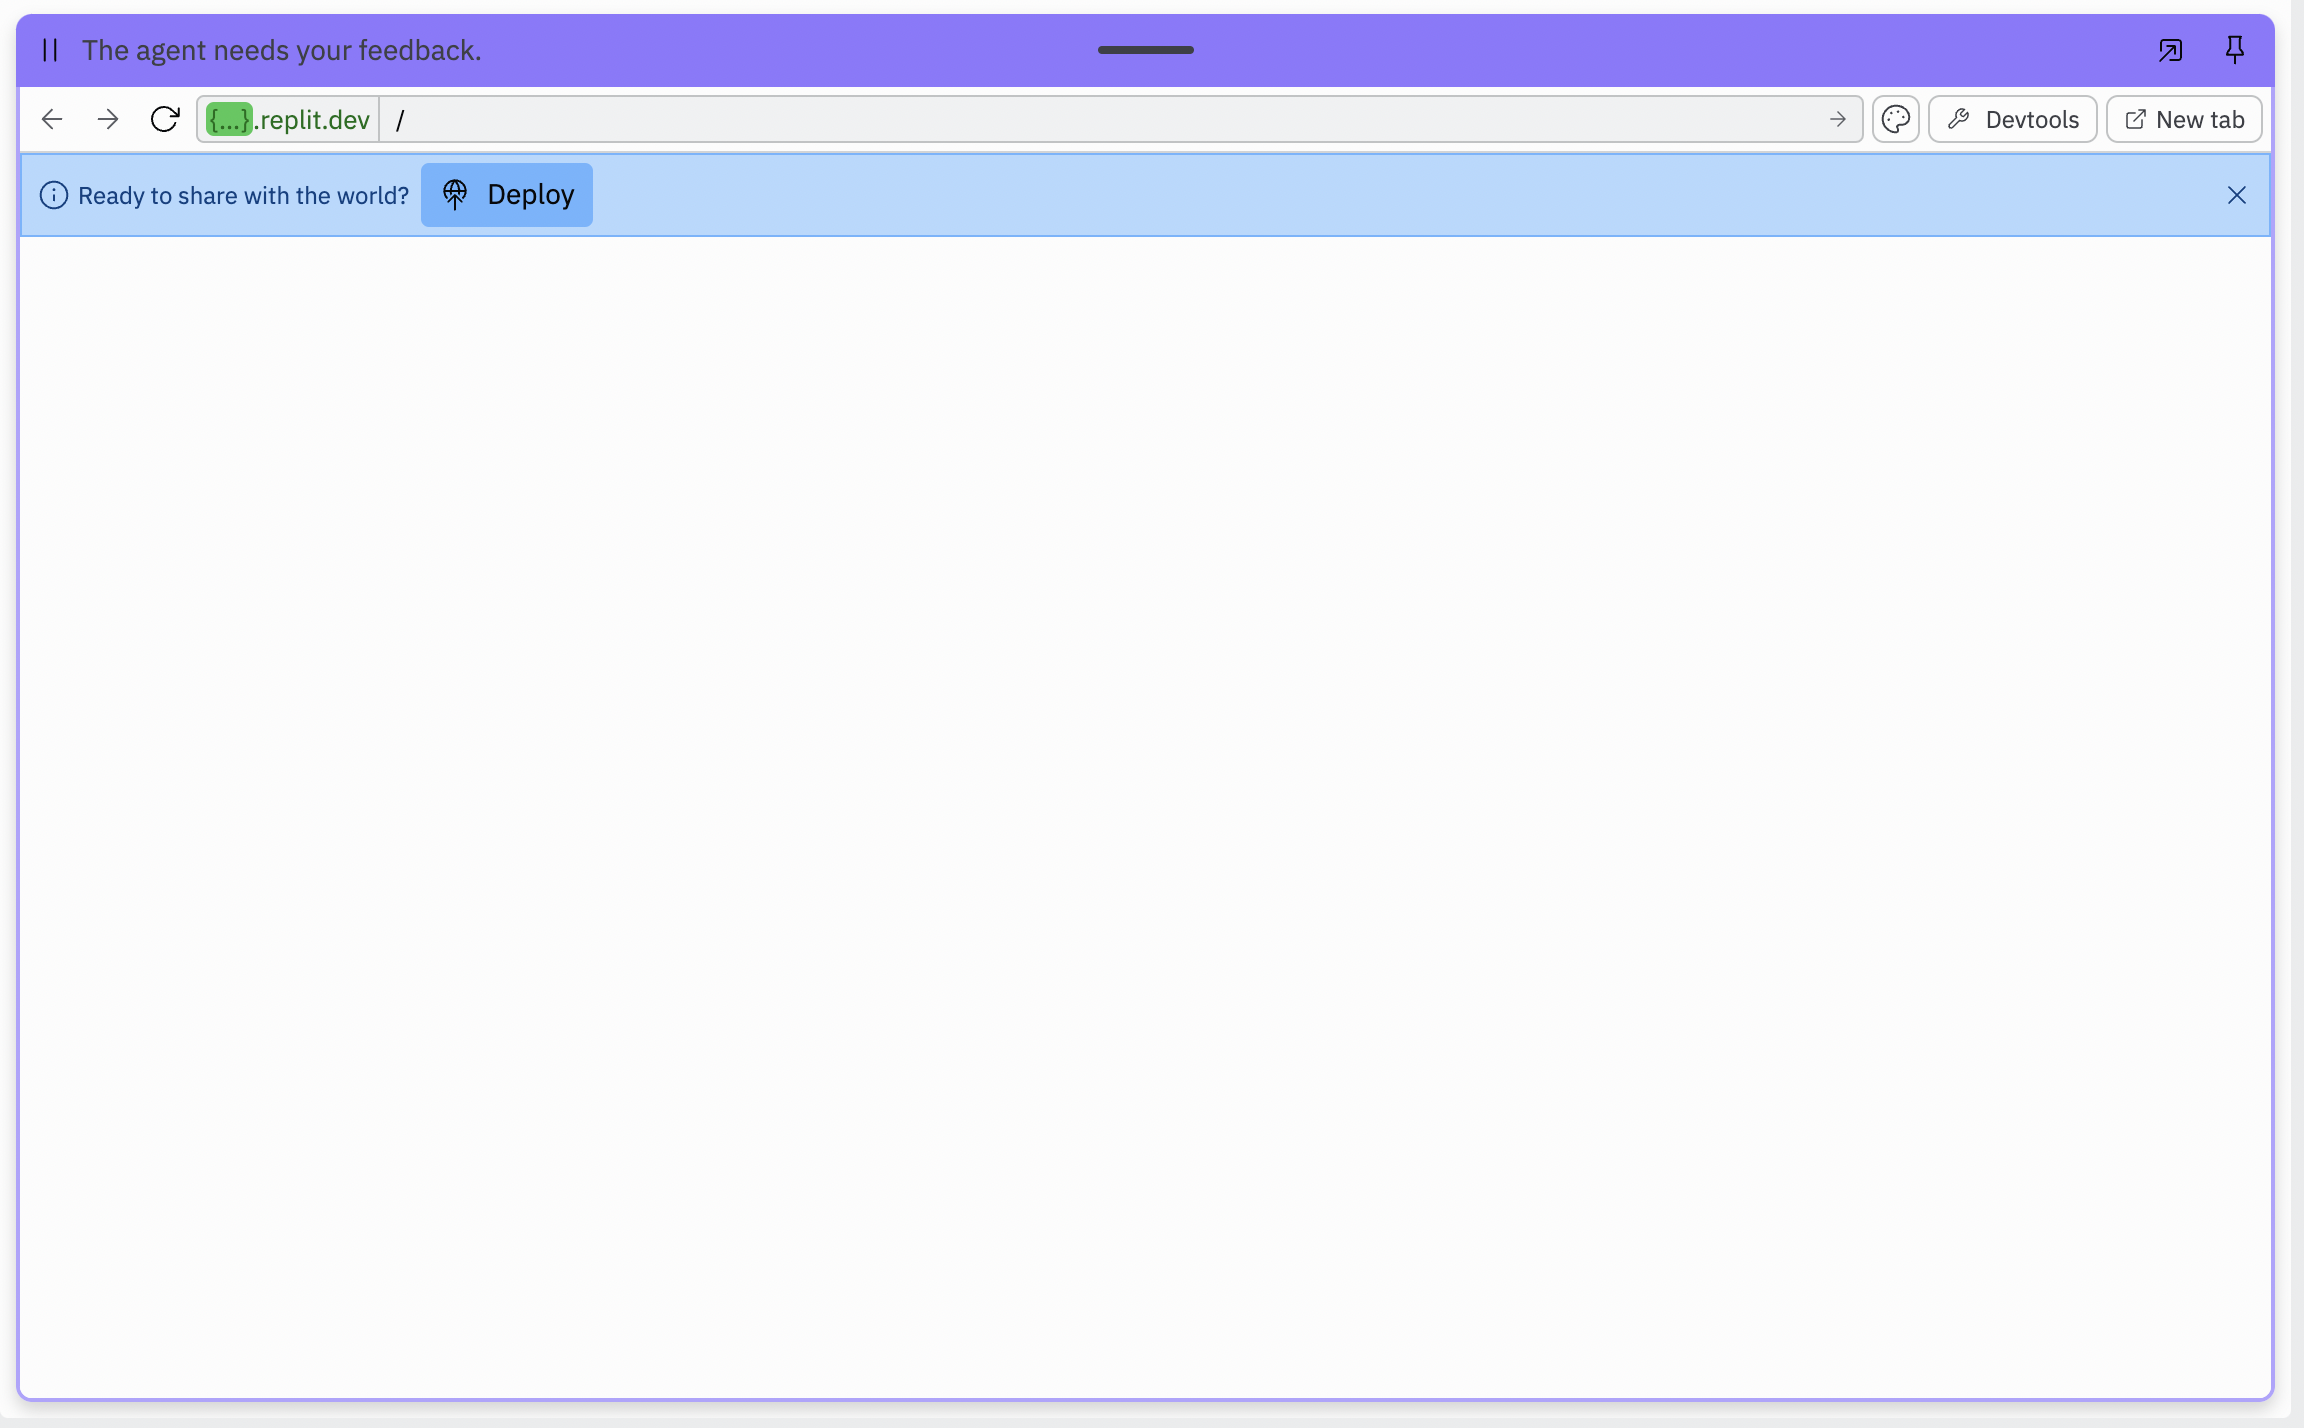 The agent needs your feedback.
{...}.replit.dev /
Devtools
New tab
Ready to share with the world?
Deploy